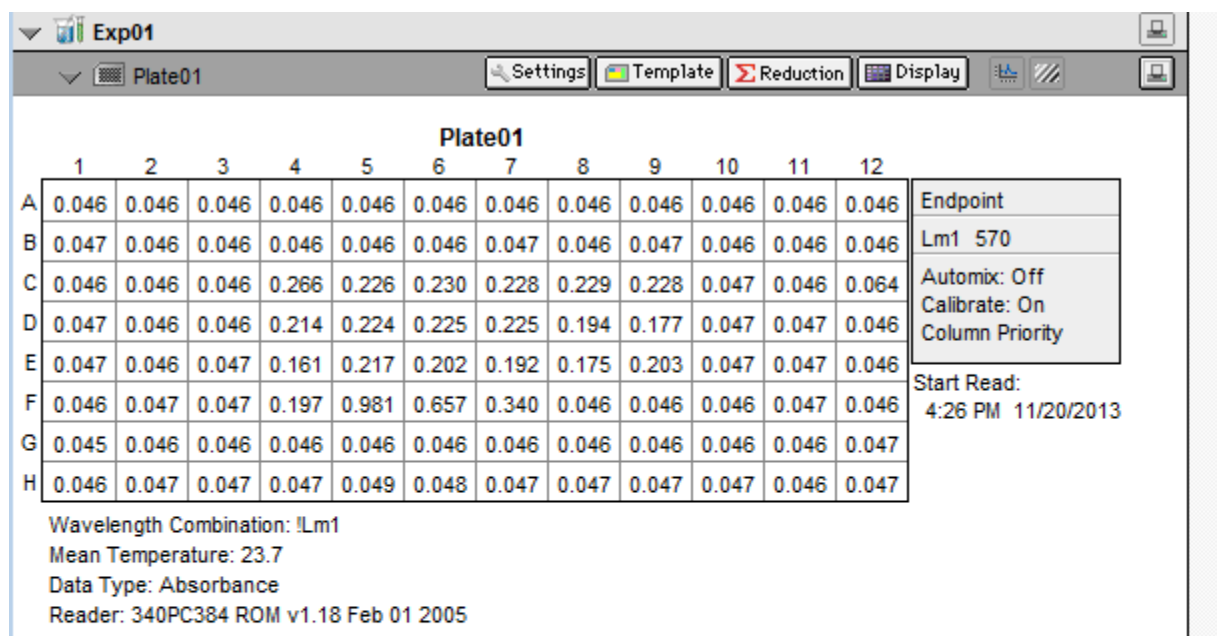 Exp01
Plate01 Settings Template Reduction Display
Plate01
1 2 3 4 5 6 7 8 9 10 11 12
A 0.046 0.046 0.046 0.046 0.046 0.046 0.046 0.046 0.046 0.046 0.046 0.046
B 0.047 0.046 0.046 0.046 0.046 0.046 0.047 0.046 0.047 0.046 0.046 0.046
C 0.046 0.046 0.046 0.266 0.226 0.230 0.228 0.229 0.228 0.047 0.046 0.064
D 0.047 0.046 0.046 0.214 0.224 0.225 0.225 0.194 0.177 0.047 0.047 0.046
E 0.047 0.046 0.047 0.161 0.217 0.202 0.192 0.175 0.203 0.047 0.047 0.046
F 0.046 0.047 0.047 0.197 0.981 0.657 0.340 0.046 0.046 0.046 0.047 0.046
G 0.045 0.046 0.046 0.046 0.046 0.046 0.046 0.046 0.046 0.046 0.046 0.047
H 0.046 0.047 0.047 0.047 0.049 0.048 0.047 0.047 0.047 0.047 0.046 0.047
Endpoint
Lm1 570
Automix: Off
Calibrate: On
Column Priority
Start Read:
4:26 PM 11/20/2013
Wavelength Combination: !Lm1
Mean Temperature: 23.7
Data Type: Absorbance
Reader: 340PC384 ROM v1.18 Feb 01 2005